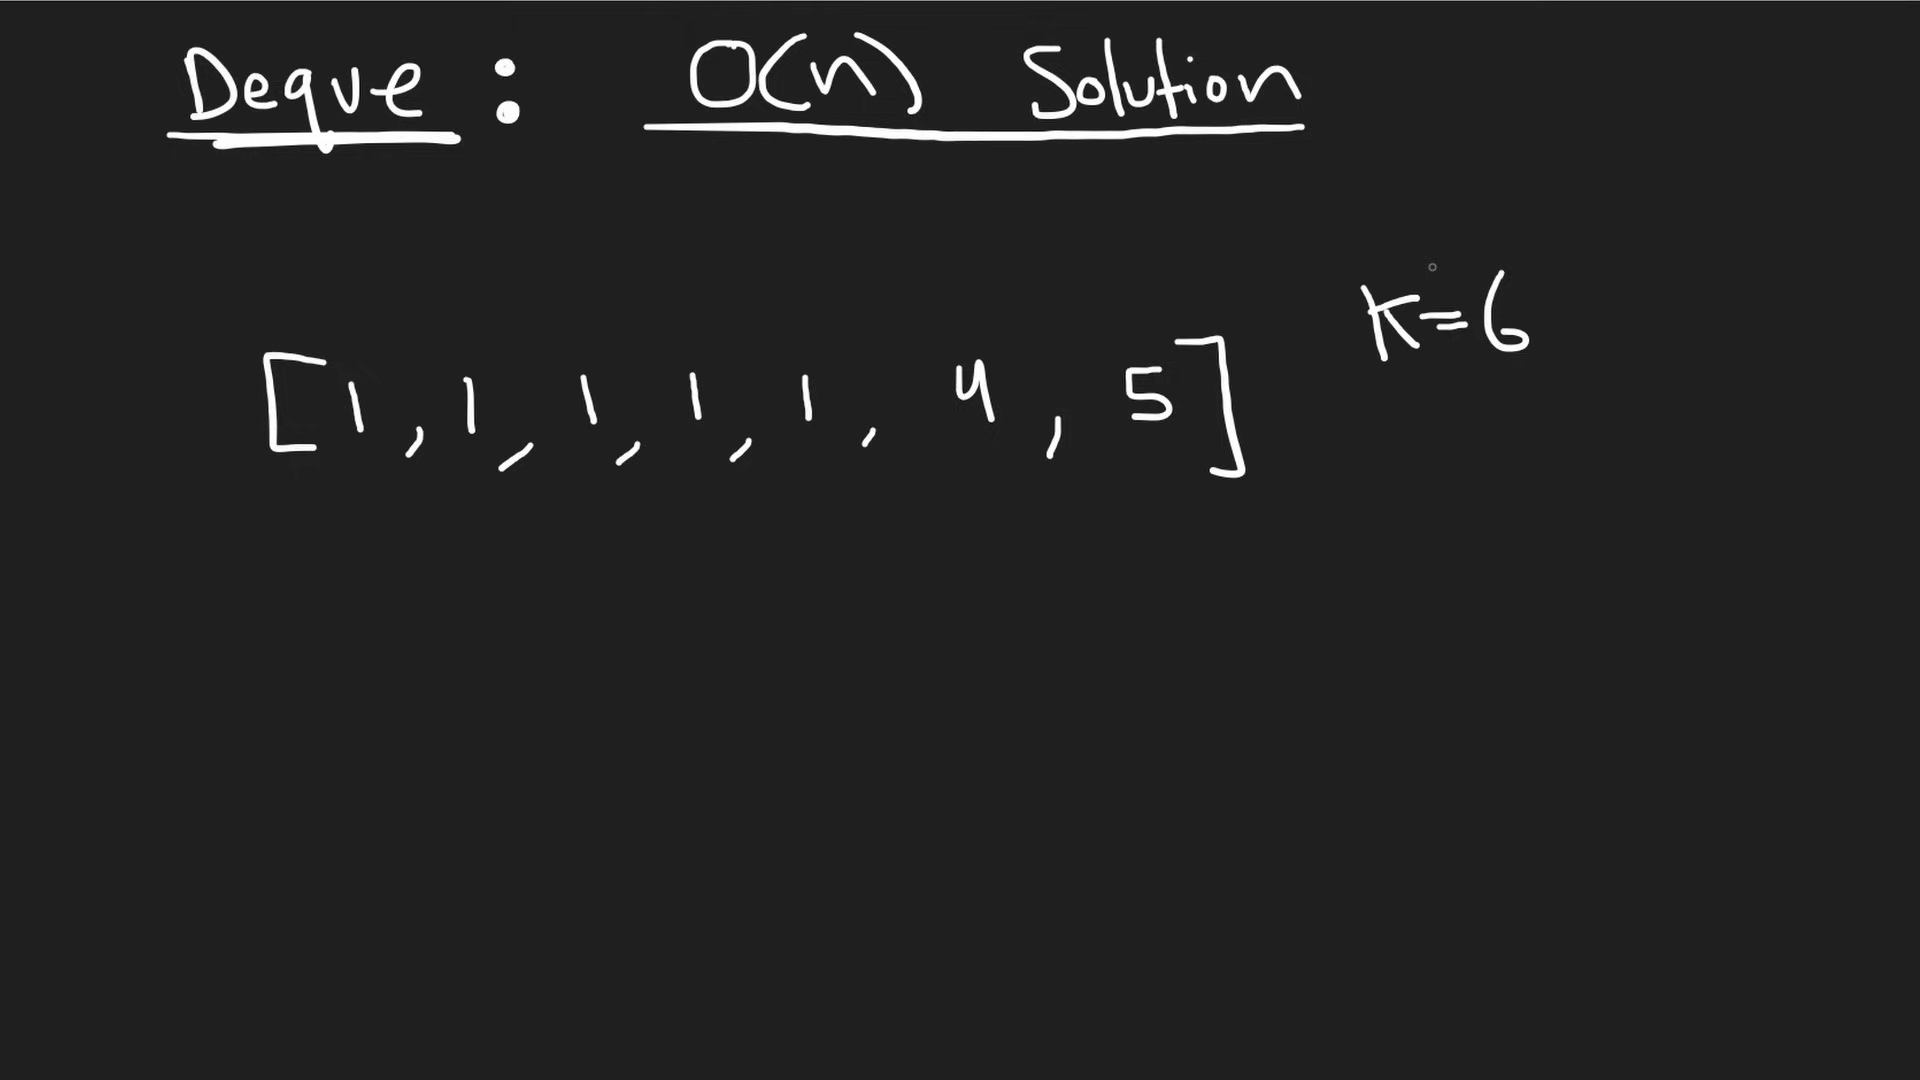 Deque : O(n) Solution
K=6
[1, 1, 1, 1, 1, 4, 5]